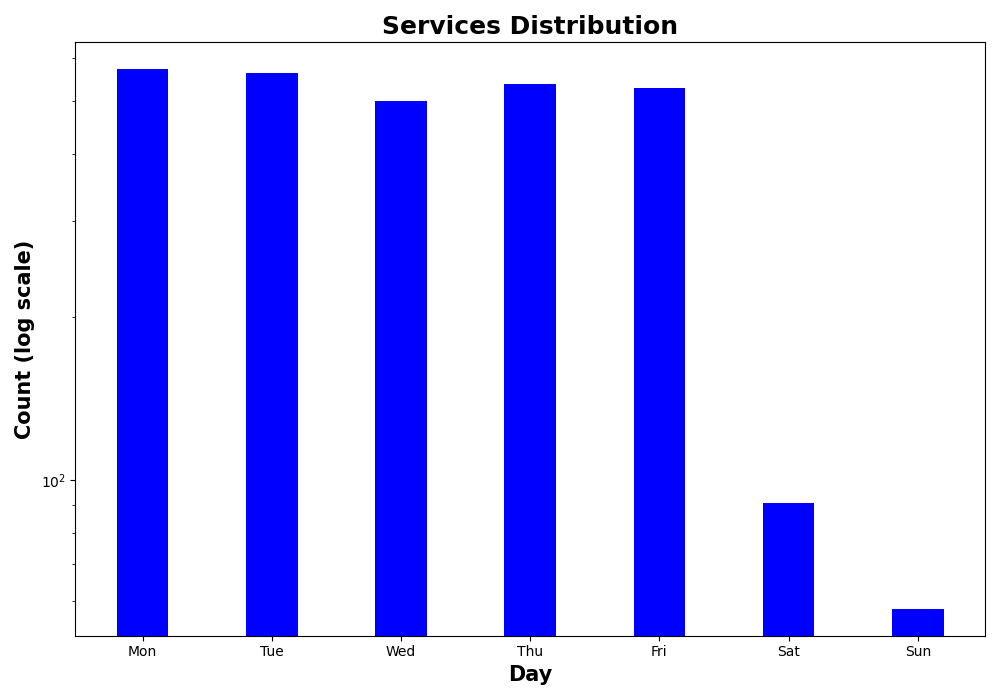 Services Distribution
Count (log scale)
10²
Mon Tue Wed Thu Fri Sat Sun
Day